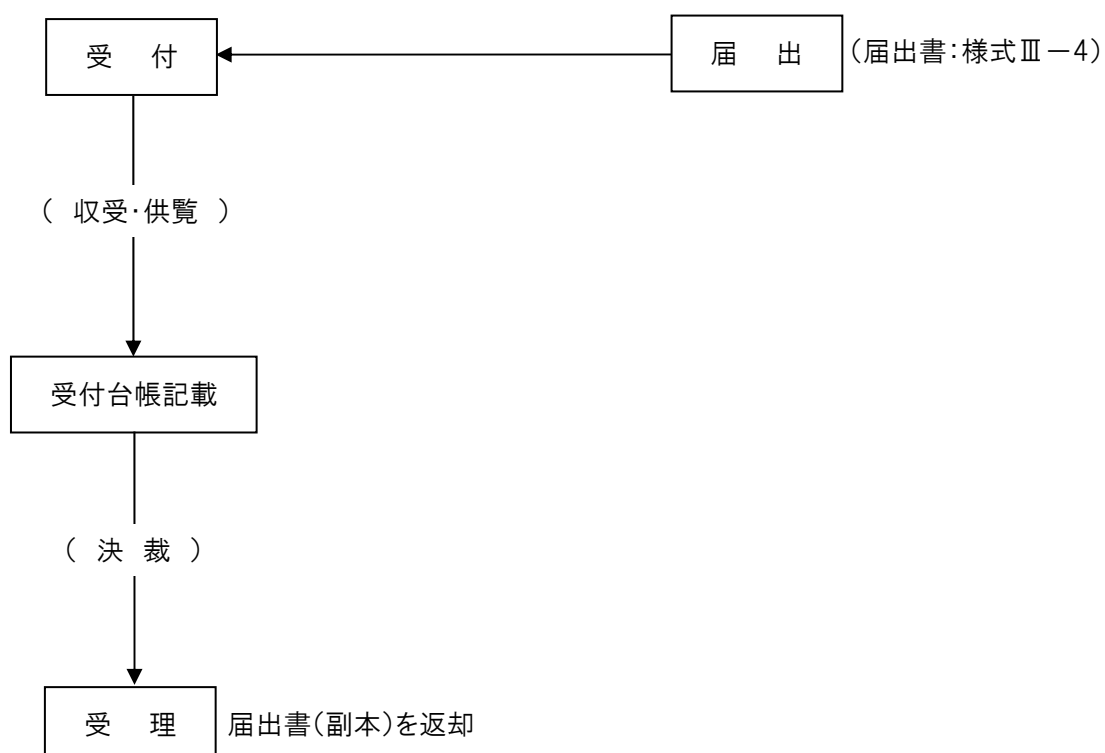 受　付
届　出
(届出書:様式Ⅲ－4)
( 収受･供覧 )
受付台帳記載
( 決 裁 )
受　理
届出書(副本)を返却